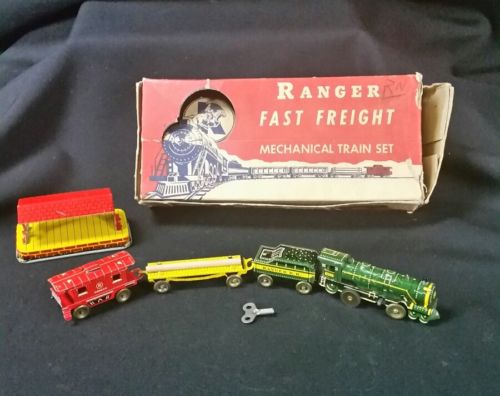 RANGER
FAST FREIGHT
MECHANICAL TRAIN SET